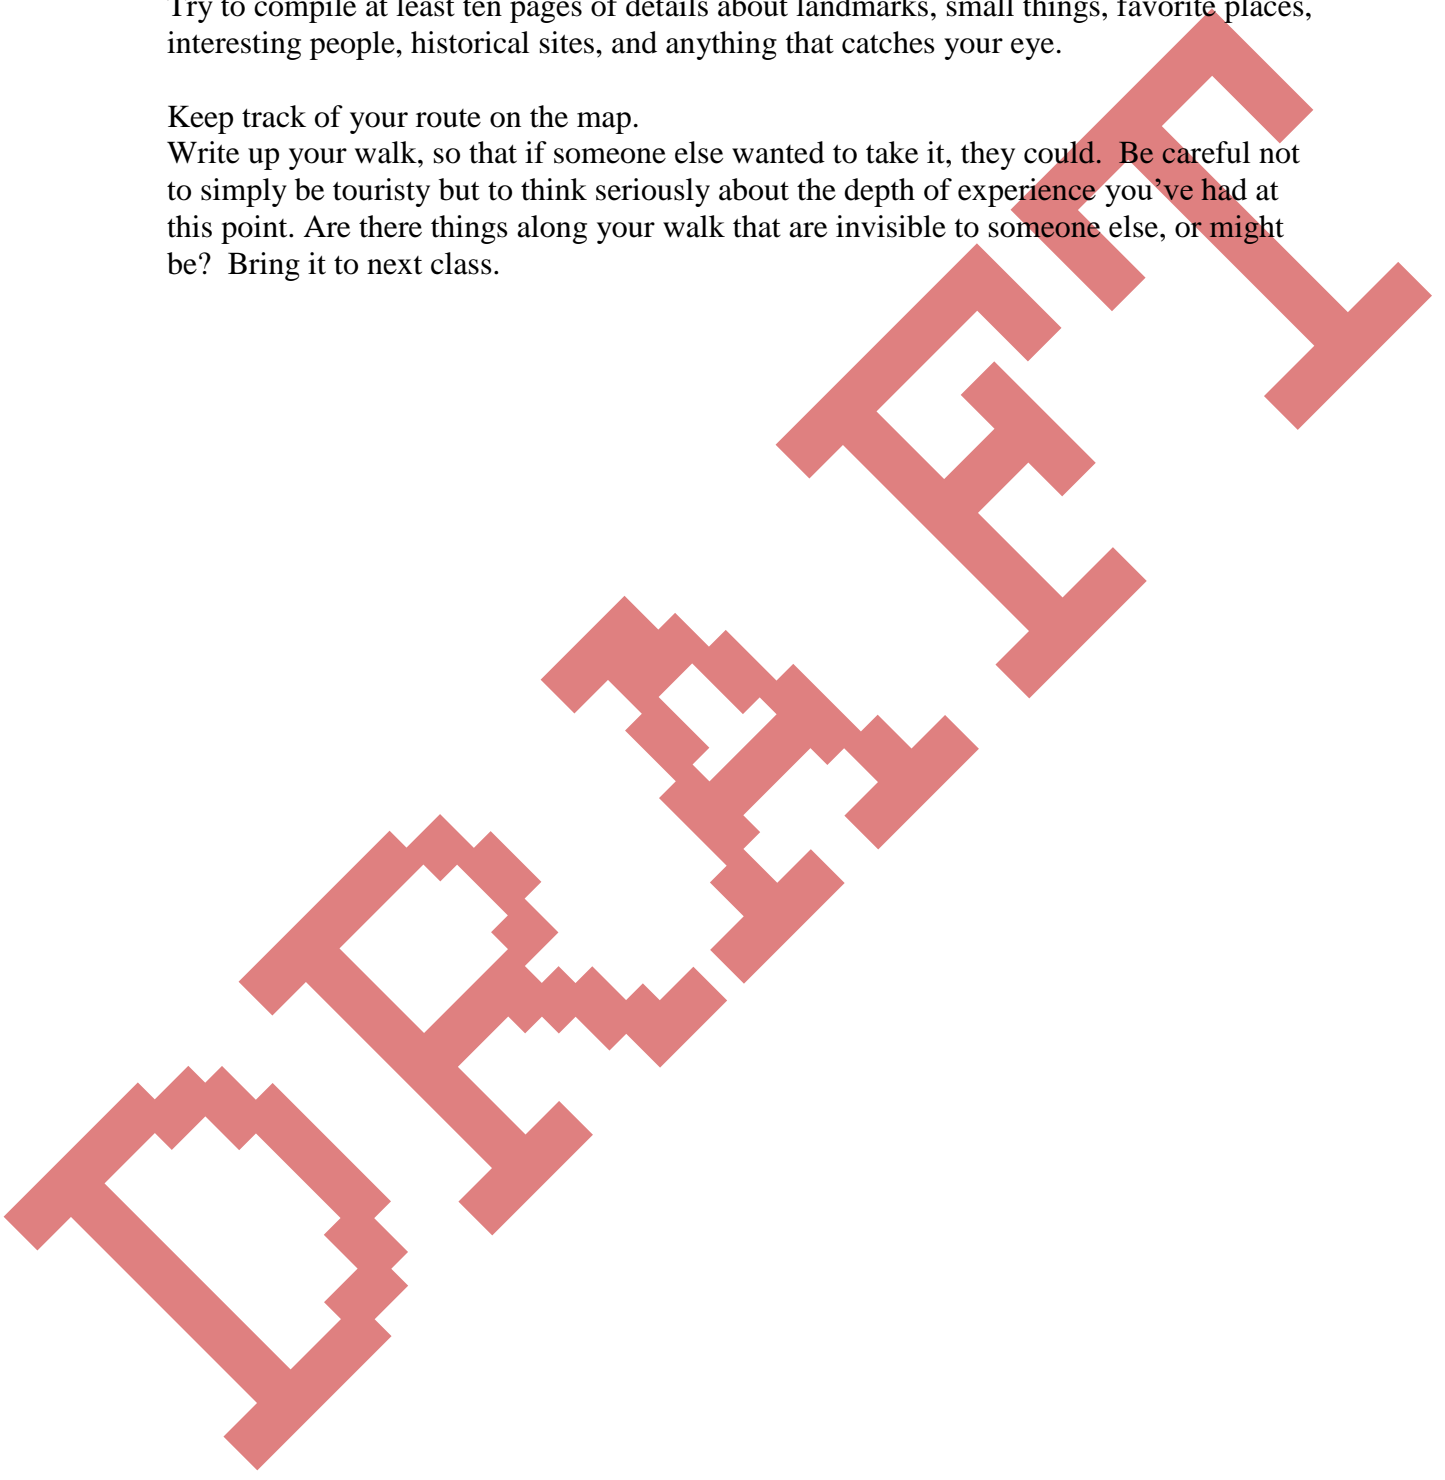 Try to compile at least ten pages of details about landmarks, small things, favorite places,
interesting people, historical sites, and anything that catches your eye.
Keep track of your route on the map.
Write up your walk, so that if someone else wanted to take it, they could.  Be careful not
to simply be touristy but to think seriously about the depth of experience you've had at
this point. Are there things along your walk that are invisible to someone else, or might
be?  Bring it to next class.
DRAFT